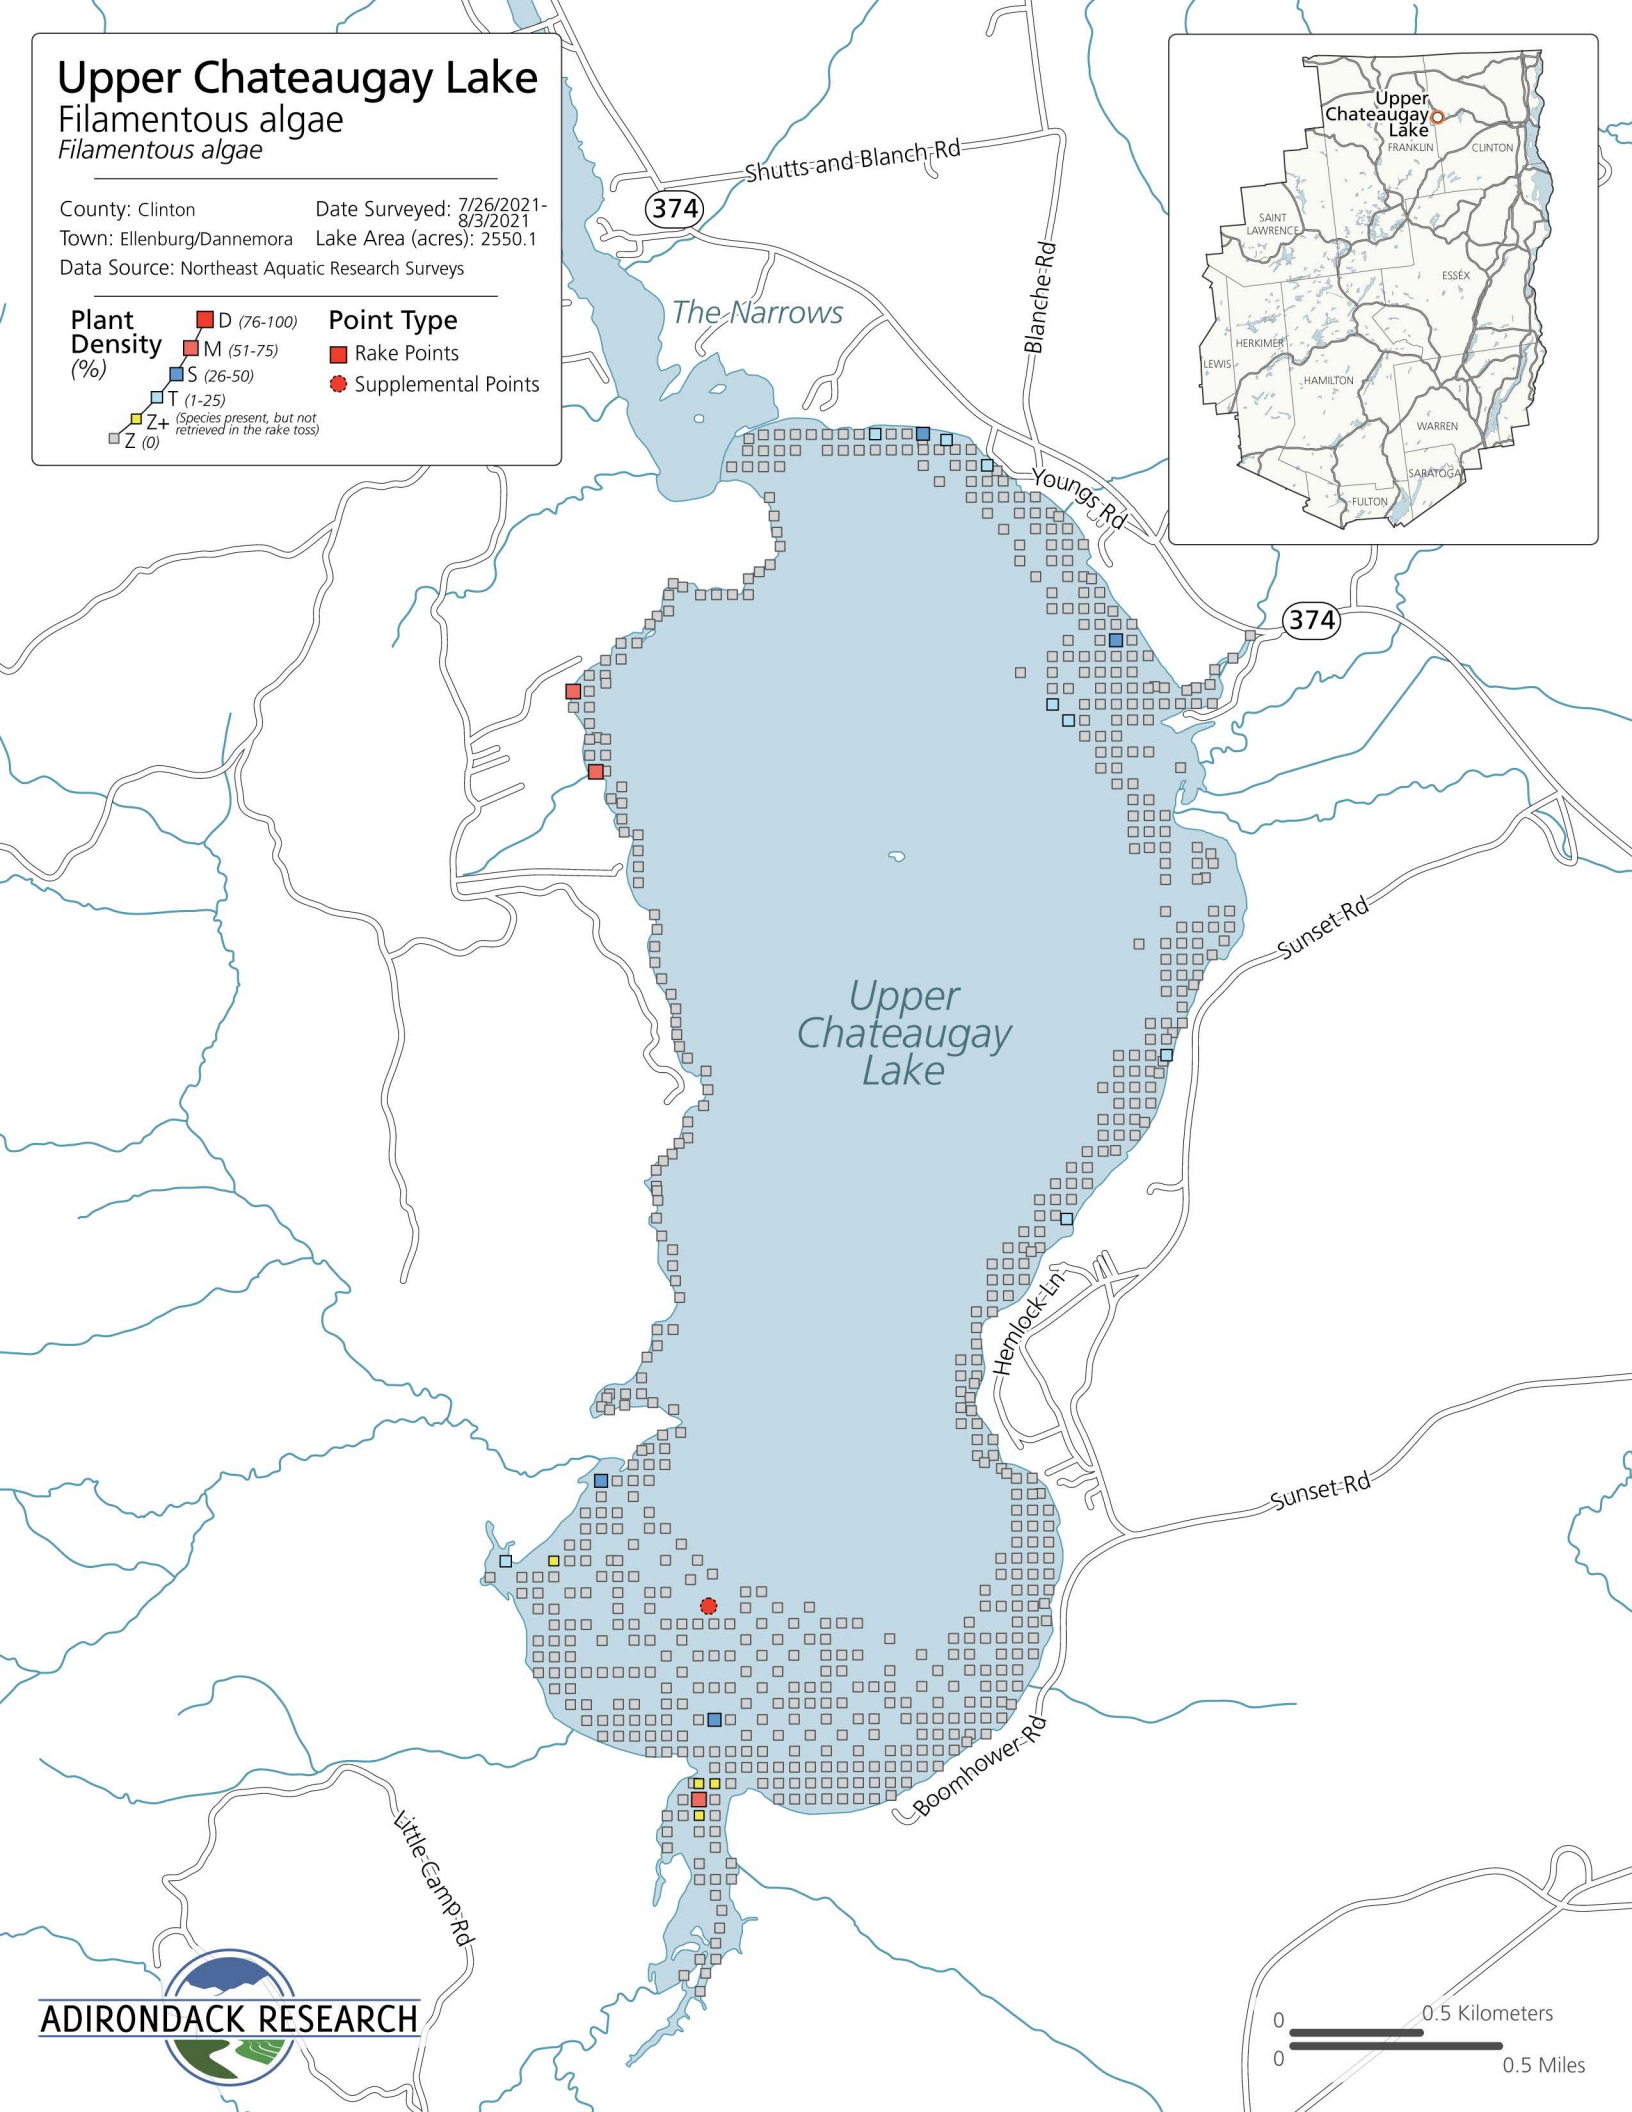 Upper Chateaugay Lake
Filamentous algae
Filamentous algae
County: Clinton
Date Surveyed: 7/26/2021-
8/3/2021
Town: Ellenburg/Dannemora
Lake Area (acres): 2550.1
Data Source: Northeast Aquatic Research Surveys
Plant
Density
(%)
D (76-100)
M (51-75)
S (26-50)
T (1-25)
Z+ (Species present, but not
retrieved in the rake toss)
Z (0)
Point Type
Rake Points
Supplemental Points
Upper
Chateaugay
Lake
FRANKLIN
CLINTON
SAINT
LAWRENCE
ESSEX
HERKIMER
LEWIS
HAMILTON
WARREN
SARATOGA
FULTON
Shutts and Blanch Rd
374
The Narrows
Blanche Rd
Youngs Rd
374
Sunset Rd
Upper
Chateaugay
Lake
Hemlock Ln
Sunset Rd
Boomhower Rd
Little Camp Rd
ADIRONDACK RESEARCH
0
0.5 Kilometers
0
0.5 Miles